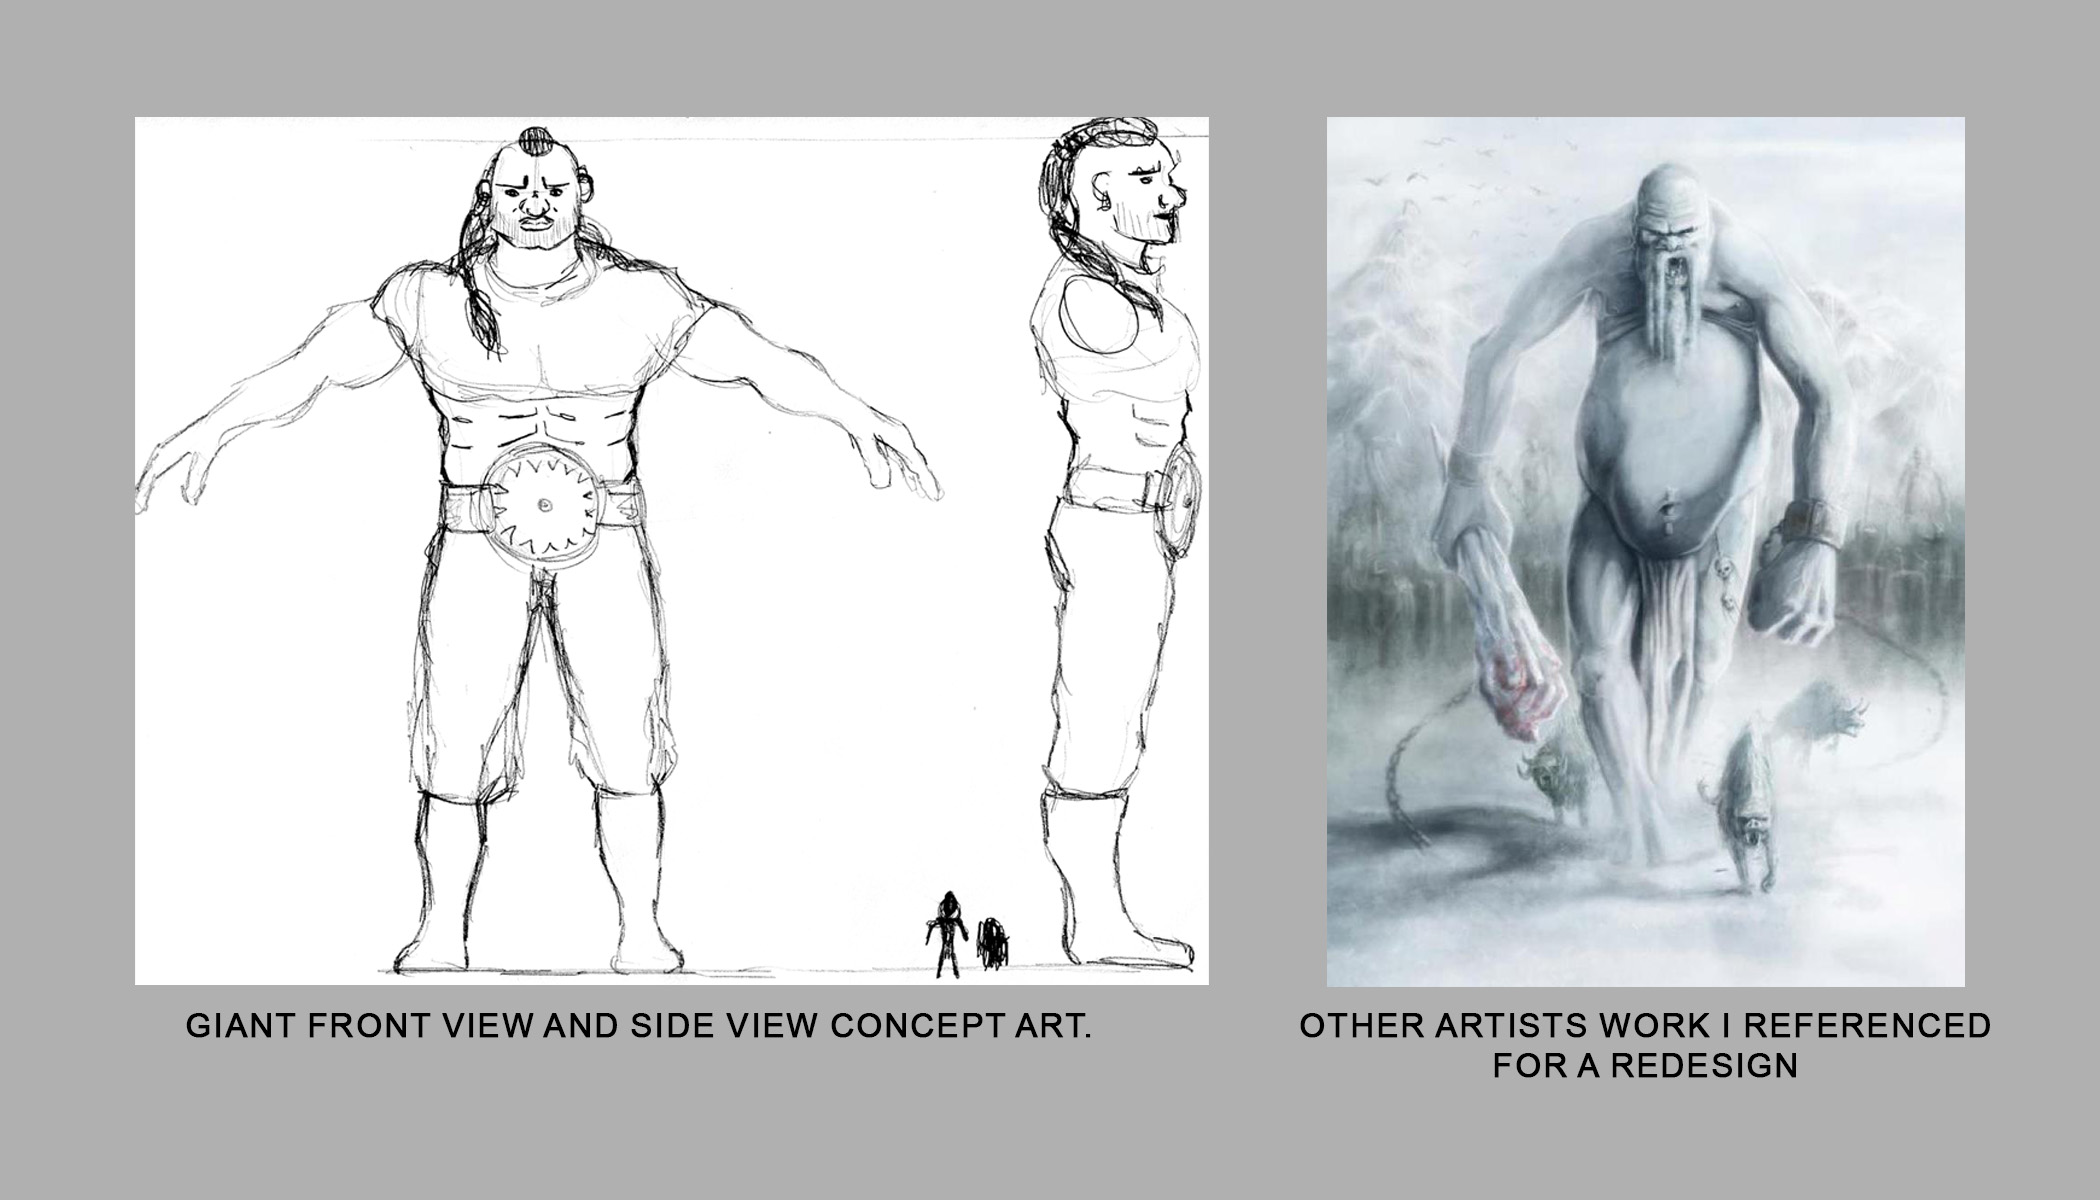 GIANT FRONT VIEW AND SIDE VIEW CONCEPT ART.
OTHER ARTISTS WORK I REFERENCED
FOR A REDESIGN